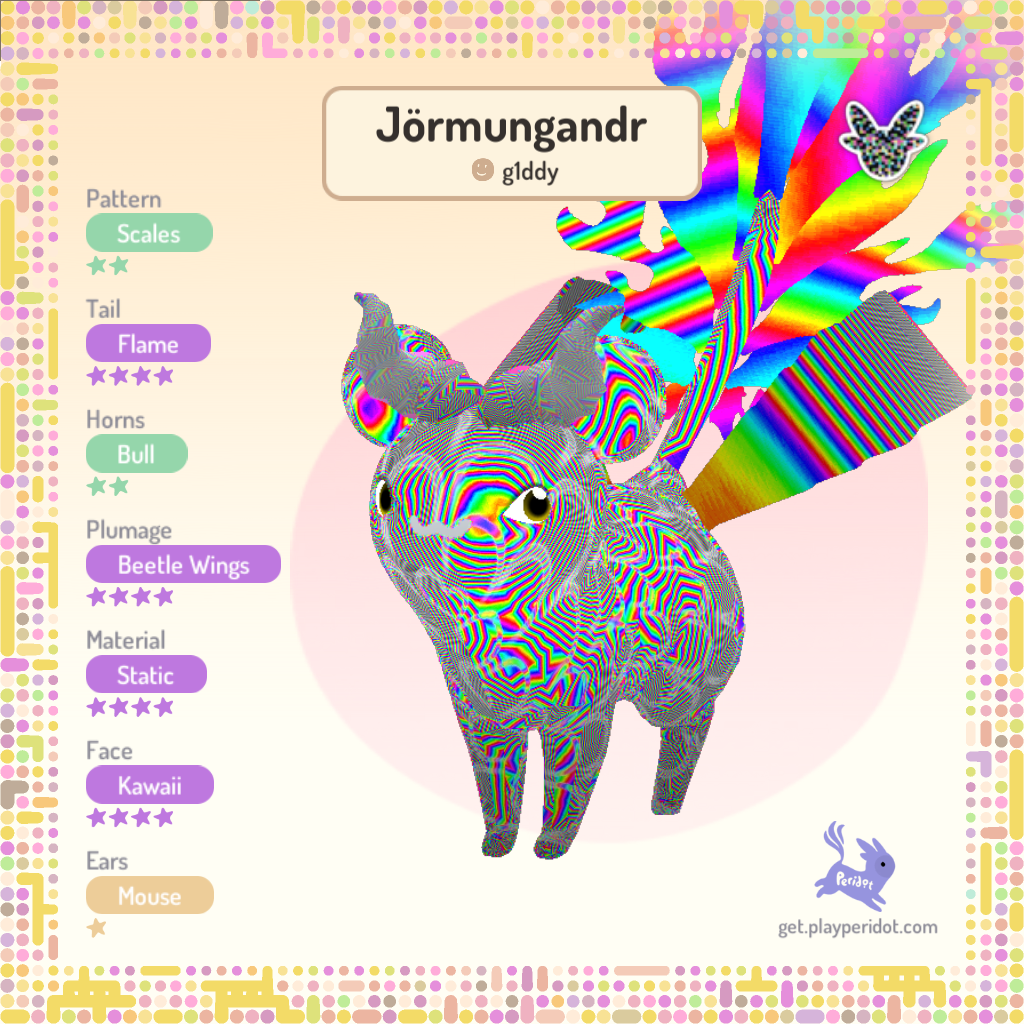 Jörmungandr
g1ddy
Pattern
Scales
Tail
Flame
Horns
Bull
Plumage
Beetle Wings
Material
Static
Face
Kawaii
Ears
Mouse
Peridot
get.playperidot.com